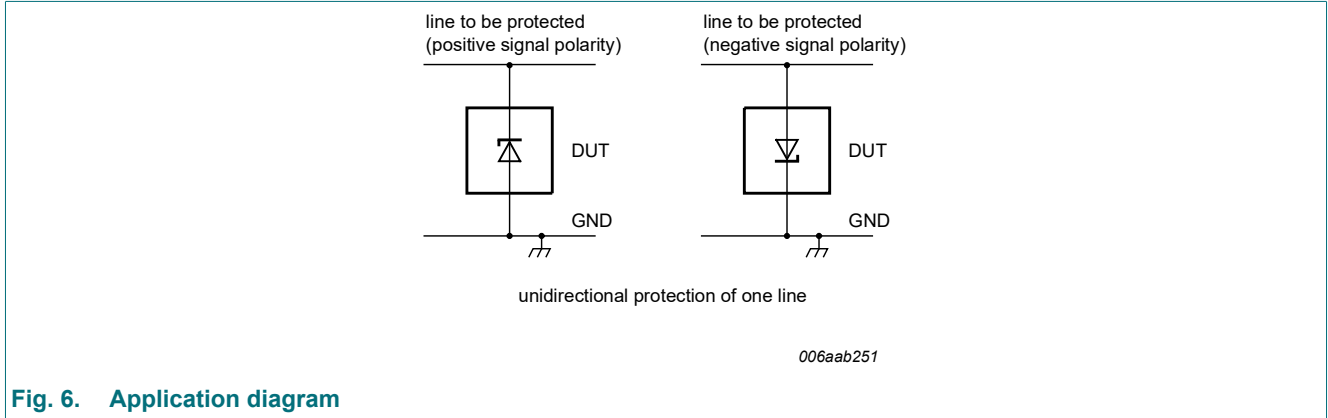 line to be protected
(positive signal polarity)
line to be protected
(negative signal polarity)
DUT
DUT
GND
GND
unidirectional protection of one line
006aab251
Fig. 6. Application diagram